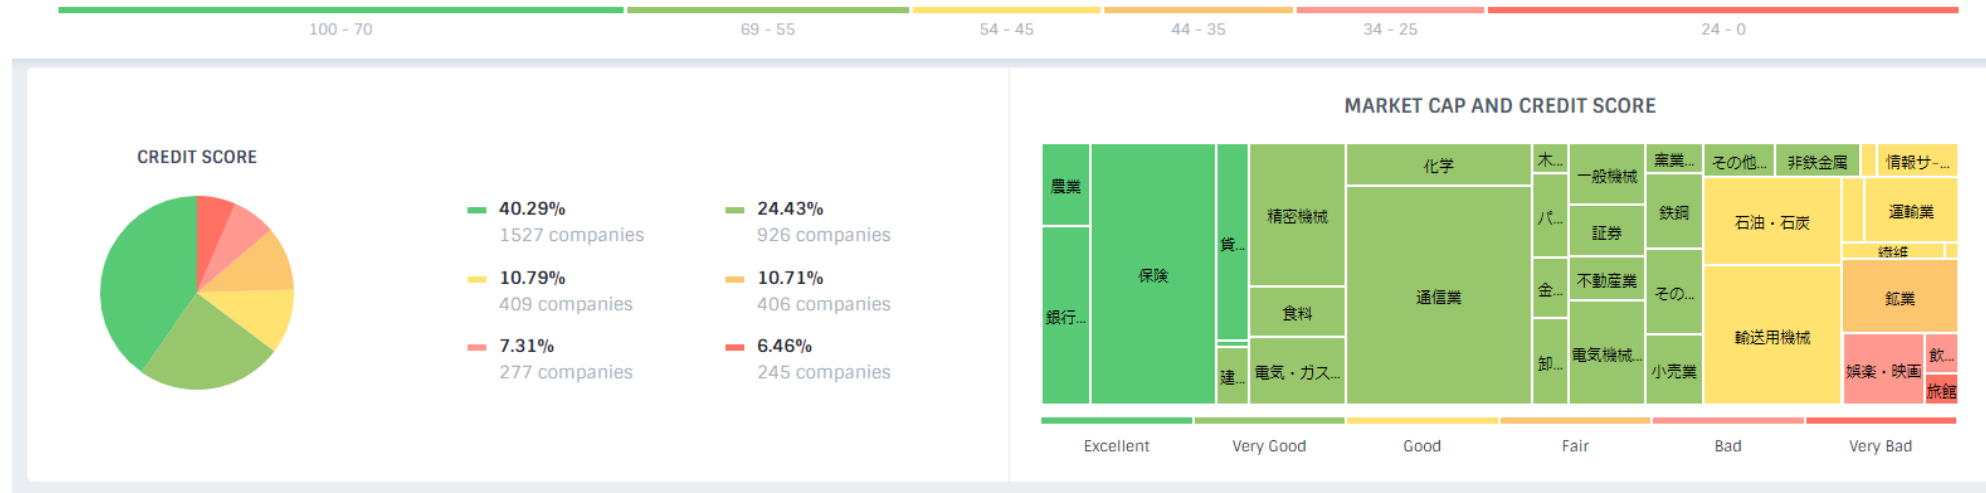 100 - 70
69 - 55
54 - 45
44 - 35
34 - 25
24 - 0
CREDIT SCORE
40.29%
1527 companies
24.43%
926 companies
10.79%
409 companies
10.71%
406 companies
7.31%
277 companies
6.46%
245 companies
MARKET CAP AND CREDIT SCORE
農業
銀行...
保険
貸...
建...
精密機械
食料
電気・ガス...
化学
通信業
木...
パ...
金...
卸...
一般機械
証券
不動産業
電気機械...
窯業...
鉄鋼
その...
小売業
その他...
非鉄金属
情報サ-...
石油・石炭
運輸業
繊維
輸送用機械
鉱業
娯楽・映画
飲...
旅館
Excellent
Very Good
Good
Fair
Bad
Very Bad